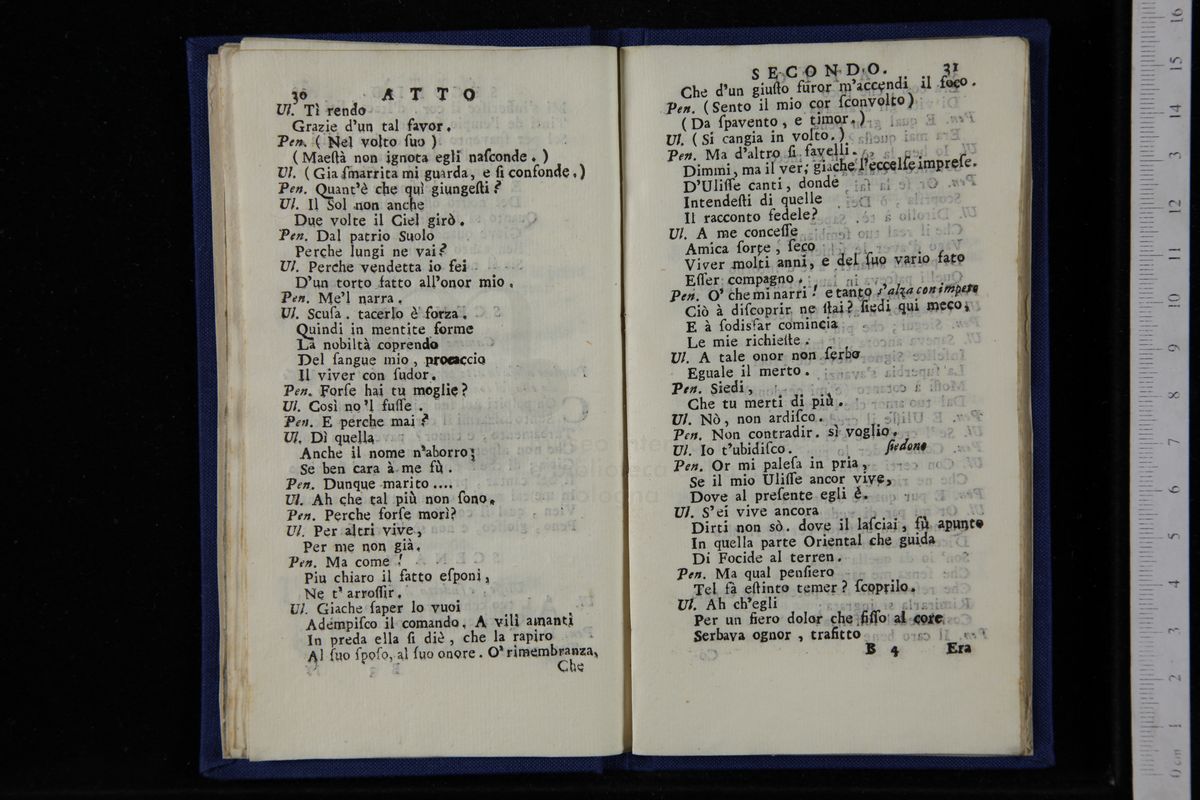 30 ATTO
Ul. Tì rendo
Grazie d'un tal favor.
Pen. ( Nel volto ſuo )
( Maeſtà non ignota egli naſconde. )
Ul. ( Gia ſmarrita mi guarda, e ſi confonde.)
Pen. Quant'è che quì giungeſti?
Ul. Il Sol non anche
Due volte il Ciel girò.
Pen. Dal patrio Suolo
Perche lungi ne vai?
Ul. Perche vendetta io fei
D'un torto fatto all'onor mio.
Pen. Me'l narra.
Ul. Scuſa. tacerlo è forza.
Quindi in mentite forme
La nobiltà coprendo
Del ſangue mio, procaccio
Il viver con ſudor.
Pen. Forſe hai tu moglie?
Ul. Così no'l fuſſe.
Pen. E perche mai?
Ul. Dì quella
Anche il nome n'aborro;
Se ben cara à me fù.
Pen. Dunque marito ....
Ul. Ah che tal più non ſono.
Pen. Perche forſe morì?
Ul. Per altri vive,
Per me non già.
Pen. Ma come!
Piu chiaro il fatto eſponi,
Ne t'arroſſir.
Ul. Giache ſaper lo vuoi
Adempiſco il comando. A vili amanti
In preda ella ſi diè, che la rapiro
Al ſuo ſpoſo, al ſuo onore. O' rimembranza,
Che
SECONDO. 31
Che d'un giuſto furor m'accendi il foco.
Pen. (Sento il mio cor ſconvolto)
(Da ſpavento, e timor.)
Ul. (Si cangia in volto.)
Pen. Ma d'altro ſi favelli.
Dimmi, ma il ver; giache l'eccelſe impreſe.
D'Uliſſe canti, donde
Intendeſti di quelle
Il racconto fedele?
Ul. A me conceſſe
Amica ſorte, ſeco
Viver molti anni, e del ſuo vario fato
Eſſer compagno.
Pen. O' che mi narri! e tanto s'alza con impeto
Ciò à diſcoprir ne ſtai? ſiedi qui meco,
E à ſodisfar comincia
Le mie richieſte.
Ul. A tale onor non ſerbo
Eguale il merto.
Pen. Siedi,
Che tu merti di più.
Ul. Nò, non ardiſco.
Pen. Non contradir. sì voglio.
Ul. Io t'ubidiſco. ſiedono
Pen. Or mi paleſa in pria,
Se il mio Uliſſe ancor vive,
Dove al preſente egli è.
Ul. S'ei vive ancora
Dirti non sò. dove il laſciai, fù apunto
In quella parte Oriental che guida
Di Focide al terren.
Pen. Ma qual penſiero
Tel fà eſtinto temer? ſcoprilo.
Ul. Ah ch'egli
Per un fiero dolor che fiſſo al core
Serbava ognor, trafitto
B 4 Era